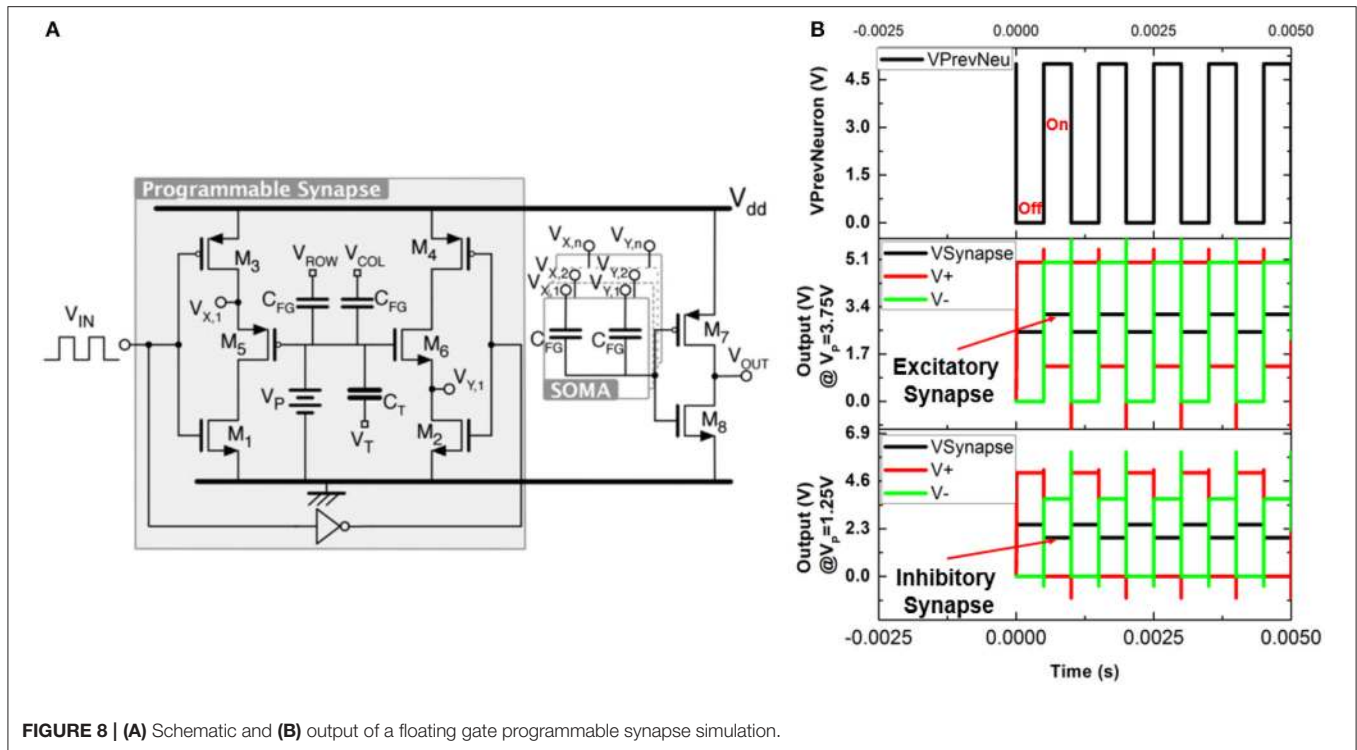 A
Programmable Synapse
V_dd
M_3
M_4
V_ROW
V_COL
C_FG
C_FG
V_X,1
V_IN
M_5
M_6
V_Y,1
V_P
C_T
V_T
M_1
M_2
V_X,n
V_Y,n
V_X,2
V_Y,2
V_X,1
V_Y,1
C_FG
C_FG
SOMA
M_7
V_OUT
M_8
B
-0.0025 0.0000 0.0025 0.0050
VPrevNeuron (V)
4.5
3.0
1.5
0.0
VPrevNeu
On
Off
Output (V)
@ V_P=3.75V
5.1
3.4
1.7
0.0
VSynapse
V+
V-
Excitatory
Synapse
Output (V)
@V_P=1.25V
6.9
4.6
2.3
0.0
VSynapse
V+
V-
Inhibitory
Synapse
-0.0025 0.0000 0.0025 0.0050
Time (s)
FIGURE 8 | (A) Schematic and (B) output of a floating gate programmable synapse simulation.